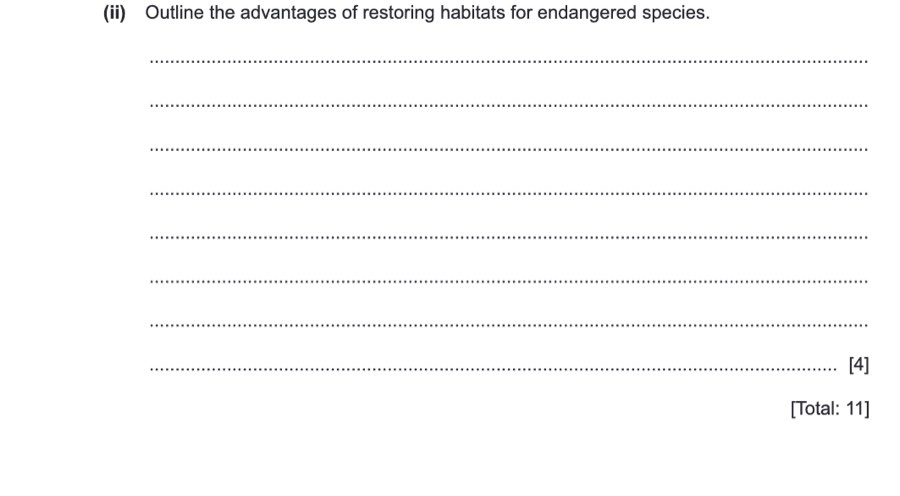 (ii) Outline the advantages of restoring habitats for endangered species.
[4]
[Total: 11]